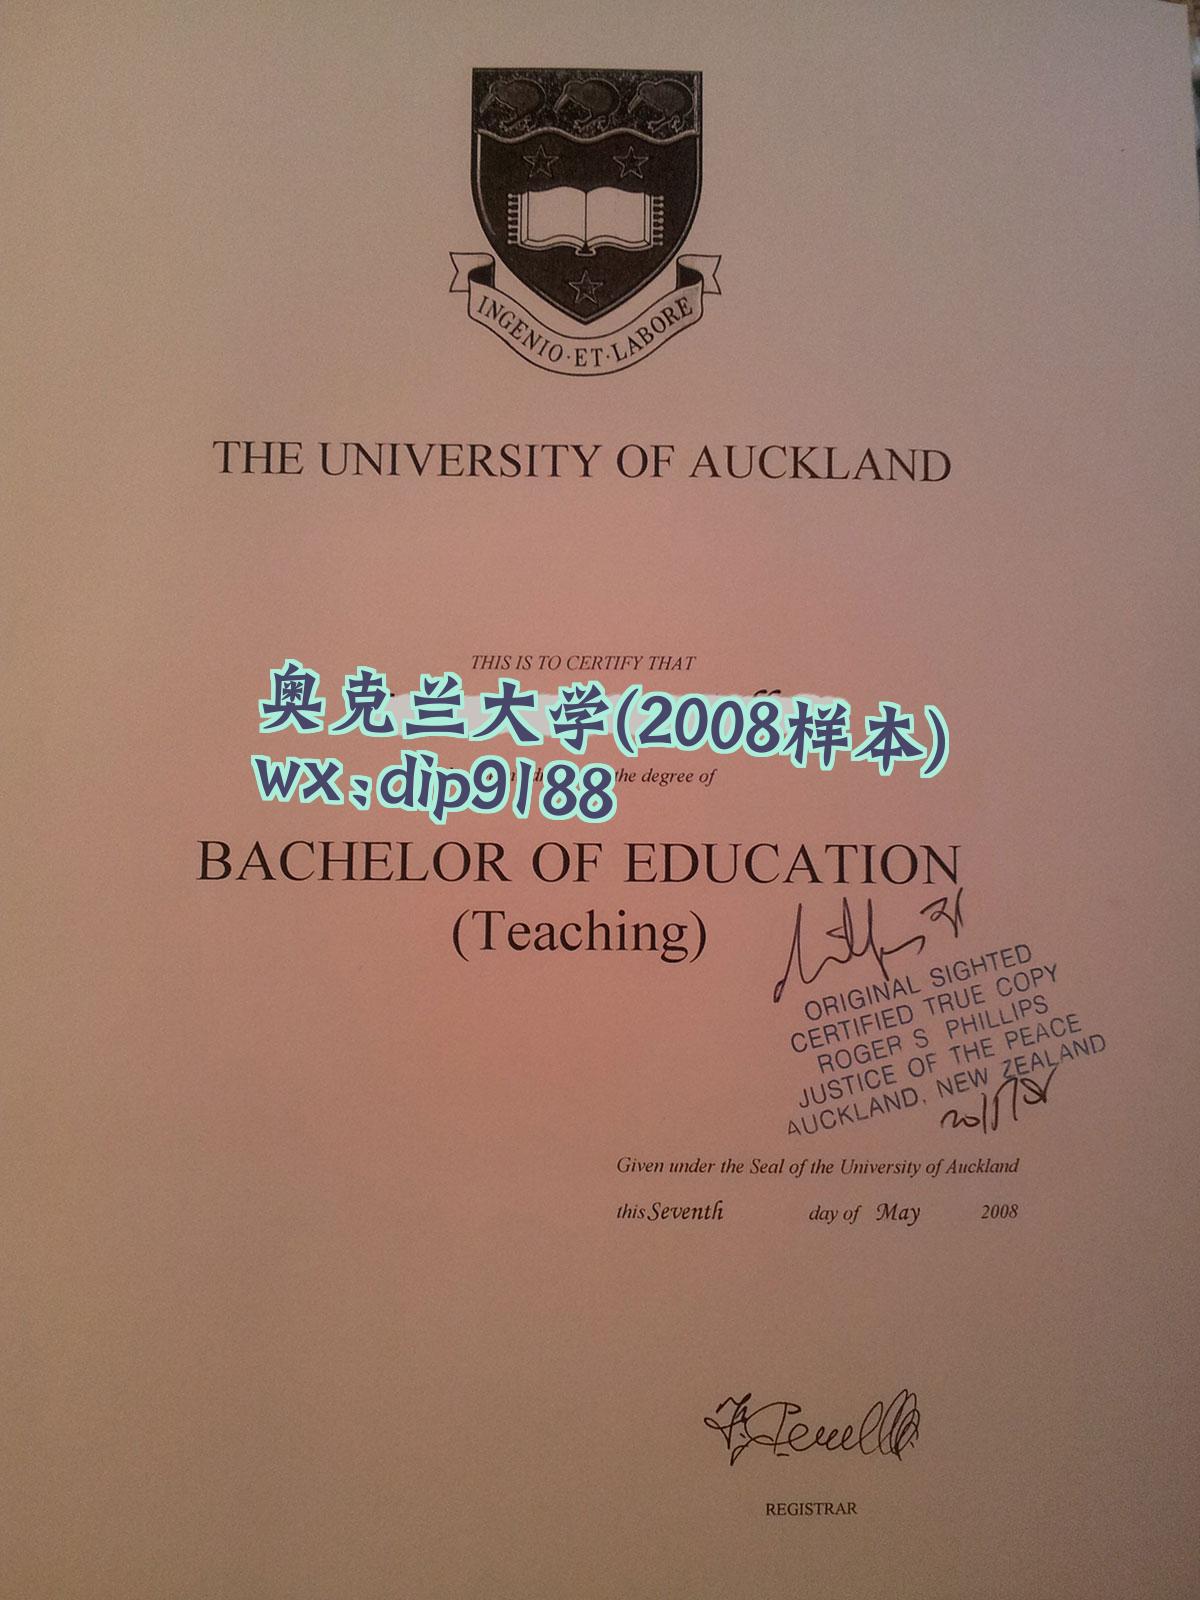 INGENIO·ET·LABORE
THE UNIVERSITY OF AUCKLAND
THIS IS TO CERTIFY THAT
奥克兰大学(2008样本)
wx:dip9188
the degree of
BACHELOR OF EDUCATION
(Teaching)
ORIGINAL SIGHTED
CERTIFIED TRUE COPY
ROGER S PHILLIPS
JUSTICE OF THE PEACE
AUCKLAND, NEW ZEALAND
Given under the Seal of the University of Auckland
this Seventh day of May 2008
REGISTRAR